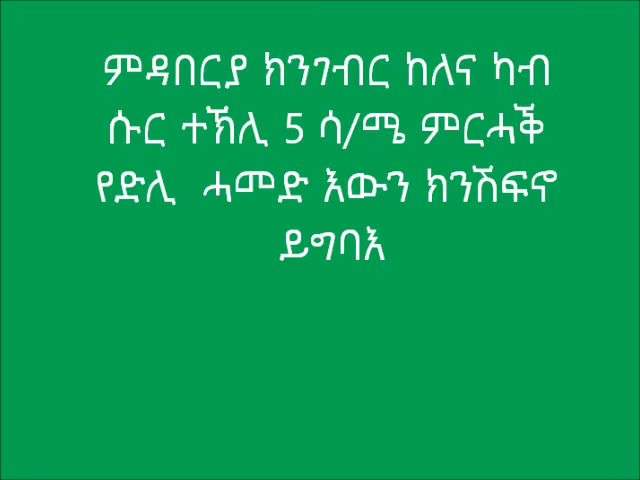 ምዳበርያ ክንገብር ከለና ካብ
ሱር ተኽሊ 5 ሳ/ሜ ምርሓቕ
የድሊ ሓመድ እውን ክንሽፍኖ
ይግባእ